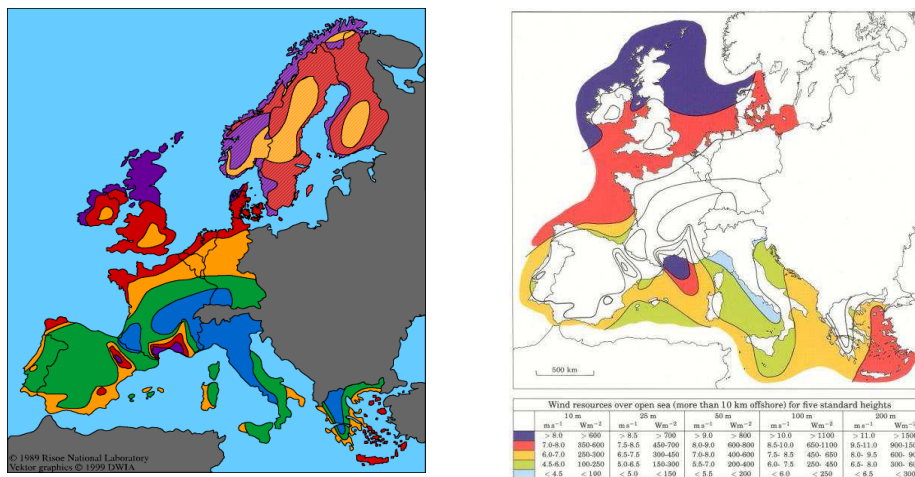 © 1989 Risoe National Laboratory
Vektor graphics © 1999 DWIA
500 km
Wind resources over open sea (more than 10 km offshore) for five standard heights
10 m 25 m 50 m 100 m 200 m
ms⁻¹ Wm⁻² ms⁻¹ Wm⁻² ms⁻¹ Wm⁻² ms⁻¹ Wm⁻² ms⁻¹ Wm⁻²
> 8.0 > 600 > 8.5 > 700 > 9.0 > 800 > 10.0 > 1100 > 11.0 > 1500
7.0-8.0 350-600 7.5-8.5 450-700 8.0-9.0 600-800 8.5-10.0 650-1100 9.5-11.0
6.0-7.0 250-300 6.5-7.5 300-450 7.0-8.0 400-600 7.5- 8.5 450- 650 8.0- 9.5
4.5-6.0 100-250 5.0-6.5 150-300 5.5-7.0 200-400 6.0- 7.5 250- 450 6.5- 8.0
< 4.5 < 100 < 5.0 < 150 < 5.5 < 200 < 6.0 < 250 < 6.5